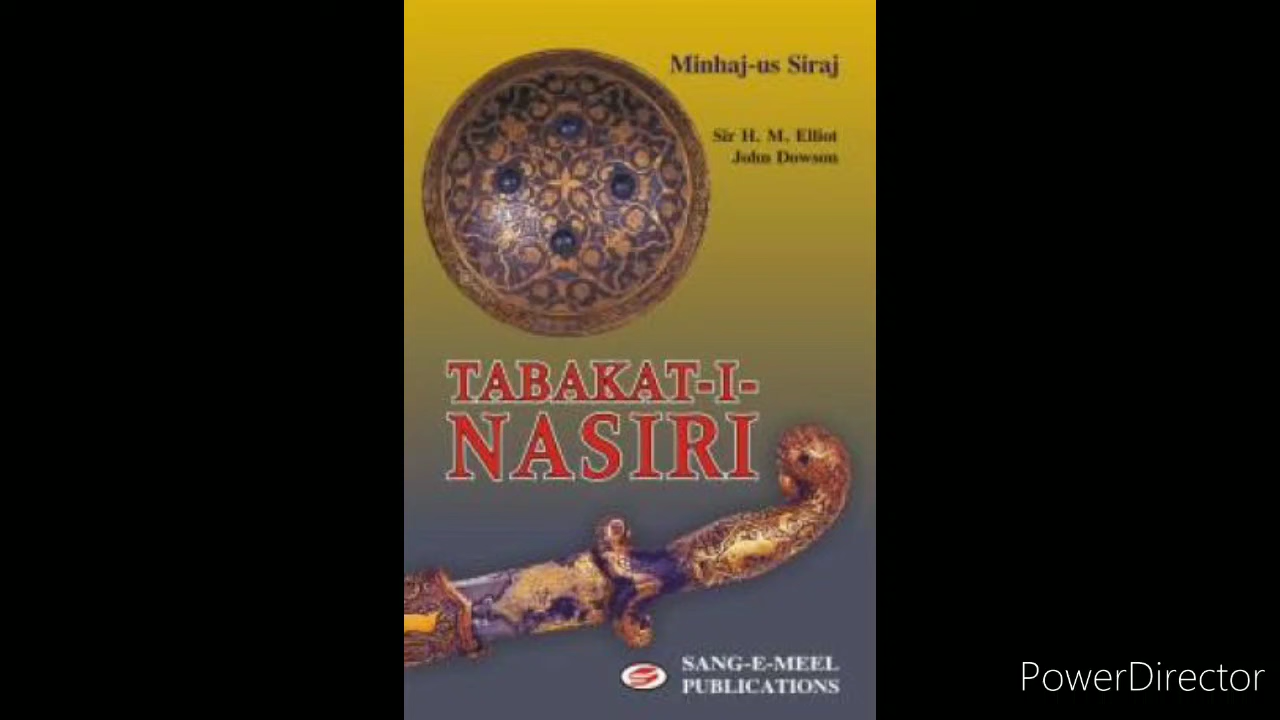 Minhaj-us Siraj
Sir H. M. Elliot
John Dowson
TABAKAT-I-
NASIRI
SANG-E-MEEL
PUBLICATIONS
PowerDirector